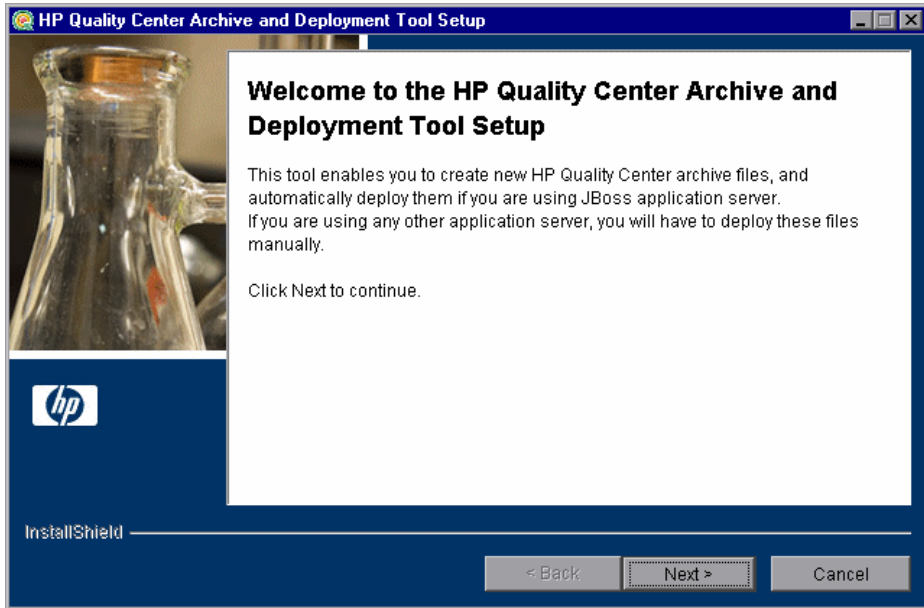 HP Quality Center Archive and Deployment Tool Setup
Welcome to the HP Quality Center Archive and
Deployment Tool Setup
This tool enables you to create new HP Quality Center archive files, and
automatically deploy them if you are using JBoss application server.
If you are using any other application server, you will have to deploy these files
manually.
Click Next to continue.
hp
InstallShield
< Back Next > Cancel